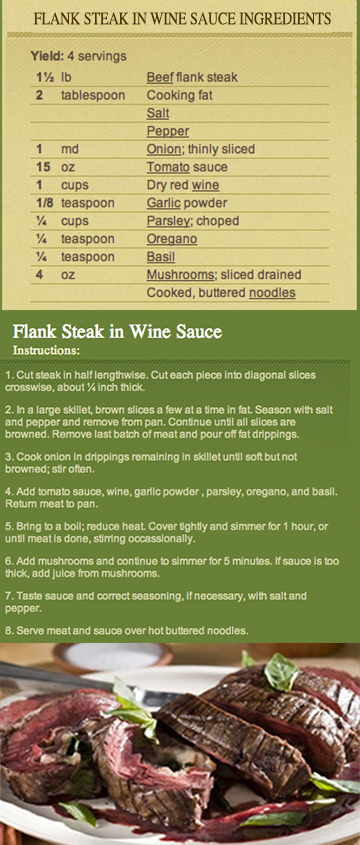 FLANK STEAK IN WINE SAUCE INGREDIENTS
Yield: 4 servings
1½ lb Beef flank steak
2 tablespoon Cooking fat
Salt
Pepper
1 md Onion; thinly sliced
15 oz Tomato sauce
1 cups Dry red wine
1/8 teaspoon Garlic powder
¼ cups Parsley; choped
¼ teaspoon Oregano
¼ teaspoon Basil
4 oz Mushrooms; sliced drained
Cooked, buttered noodles
Flank Steak in Wine Sauce
Instructions:
1. Cut steak in half lengthwise. Cut each piece into diagonal slices
crosswise, about ¼ inch thick.
2. In a large skillet, brown slices a few at a time in fat. Season with salt
and pepper and remove from pan. Continue until all slices are
browned. Remove last batch of meat and pour off fat drippings.
3. Cook onion in drippings remaining in skillet until soft but not
browned; stir often.
4. Add tomato sauce, wine, garlic powder , parsley, oregano, and basil.
Return meat to pan.
5. Bring to a boil; reduce heat. Cover tightly and simmer for 1 hour, or
until meat is done, stirring occassionally.
6. Add mushrooms and continue to simmer for 5 minutes. If sauce is too
thick, add juice from mushrooms.
7. Taste sauce and correct seasoning, if necessary, with salt and
pepper.
8. Serve meat and sauce over hot buttered noodles.